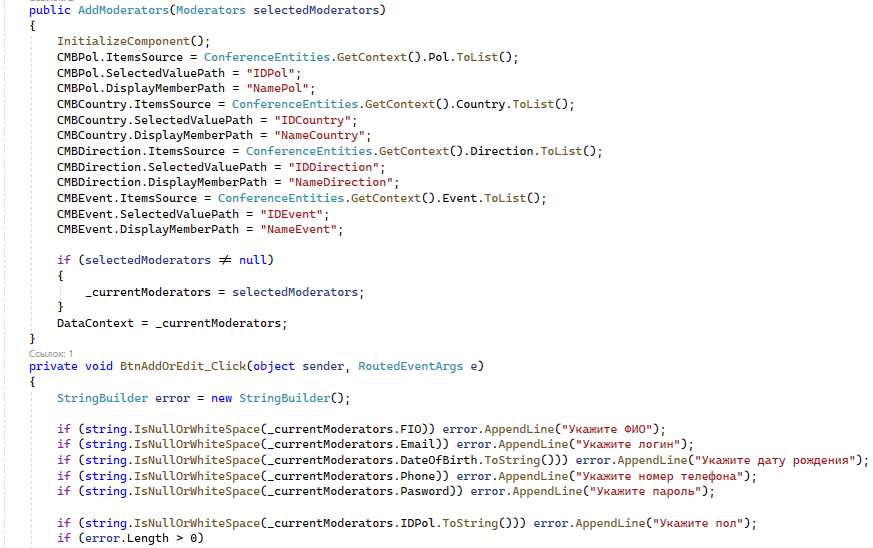 public AddModerators(Moderators selectedModerators)
{
InitializeComponent();
CMBPol.ItemsSource = ConferenceEntities.GetContext().Pol.ToList();
CMBPol.SelectedValuePath = "IDPol";
CMBPol.DisplayMemberPath = "NamePol";
CMBCountry.ItemsSource = ConferenceEntities.GetContext().Country.ToList();
CMBCountry.SelectedValuePath = "IDCountry";
CMBCountry.DisplayMemberPath = "NameCountry";
CMBDirection.ItemsSource = ConferenceEntities.GetContext().Direction.ToList();
CMBDirection.SelectedValuePath = "IDDirection";
CMBDirection.DisplayMemberPath = "NameDirection";
CMBEvent.ItemsSource = ConferenceEntities.GetContext().Event.ToList();
CMBEvent.SelectedValuePath = "IDEvent";
CMBEvent.DisplayMemberPath = "NameEvent";
if (selectedModerators ≠ null)
{
_currentModerators = selectedModerators;
}
DataContext = _currentModerators;
}
Ссылок: 1
private void BtnAddOrEdit_Click(object sender, RoutedEventArgs e)
{
StringBuilder error = new StringBuilder();
if (string.IsNullOrWhiteSpace(_currentModerators.FIO)) error.AppendLine("Укажите ФИО");
if (string.IsNullOrWhiteSpace(_currentModerators.Email)) error.AppendLine("Укажите логин");
if (string.IsNullOrWhiteSpace(_currentModerators.DateOfBirth.ToString())) error.AppendLine("Укажите дату рождения");
if (string.IsNullOrWhiteSpace(_currentModerators.Phone)) error.AppendLine("Укажите номер телефона");
if (string.IsNullOrWhiteSpace(_currentModerators.Pasword)) error.AppendLine("Укажите пароль");
if (string.IsNullOrWhiteSpace(_currentModerators.IDPol.ToString())) error.AppendLine("Укажите пол");
if (error.Length > 0)